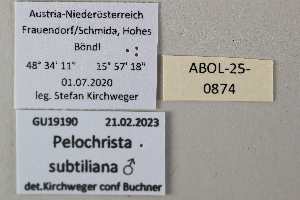 Austria-Niederösterreich
Frauendorf/Schmida, Hohes
Böndl
48° 34' 11" 15° 57' 18"
01.07.2020
leg. Stefan Kirchweger
ABOL-25-
0874
GU19190 21.02.2023
Pelochrista
subtiliana ♂
det.Kirchweger conf Buchner